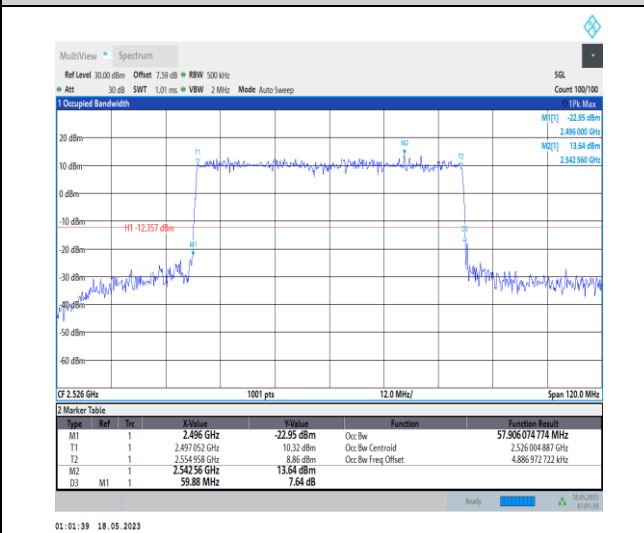 MultiView Spectrum
Ref Level 30.00 dBm Offset 7.59 dB RBW 500 kHz SGL
Att 30 dB SWT 1.01 ms VBW 2 MHz Mode Auto Sweep Count 100/100
1 Occupied Bandwidth 1Pk Max
M1[1] -22.95 dBm
2.496 000 GHz
M2[1] 13.64 dBm
2.542 560 GHz
20 dBm
T1
M2
T2
10 dBm
0 dBm
-10 dBm
H1 -12.357 dBm
D3
M1
-20 dBm
-30 dBm
-40 dBm
-50 dBm
-60 dBm
CF 2.526 GHz 1001 pts 12.0 MHz/ Span 120.0 MHz
2 Marker Table
Type Ref Trc X-Value Y-Value Function Function Result
M1 1 2.496 GHz -22.95 dBm Occ Bw 57.906 074 774 MHz
T1 1 2.497 052 GHz 10.32 dBm Occ Bw Centroid 2.526 004 887 GHz
T2 1 2.554 958 GHz 8.86 dBm Occ Bw Freq Offset 4.886 972 722 kHz
M2 1 2.542 56 GHz 13.64 dBm
D3 M1 1 59.88 MHz 7.64 dB
Ready 18.05.2023
01:01:39
01:01:39 18.05.2023